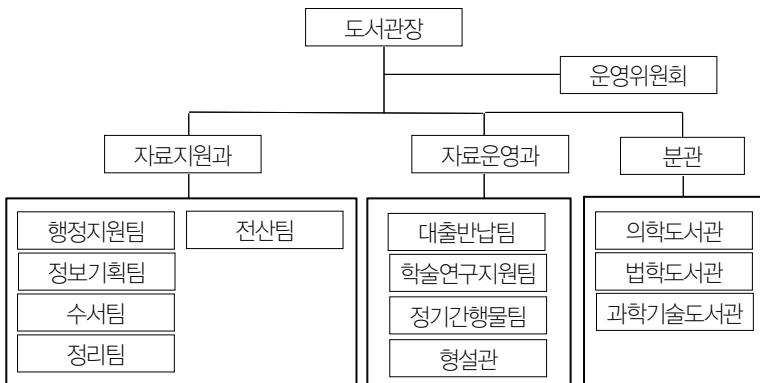 도서관장
운영위원회
자료지원과
자료운영과
분관
행정지원팀
전산팀
정보기획팀
수서팀
정리팀
대출반납팀
학술연구지원팀
정기간행물팀
형설관
의학도서관
법학도서관
과학기술도서관